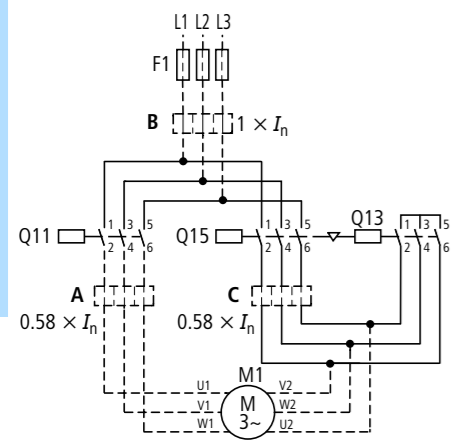 L1 L2 L3
F1
B 1 × In
1 3 5 1 3 5 Q13 1 3 5
Q11 Q15
2 4 6 2 4 6 2 4 6
A C
0.58 × In 0.58 × In
M1
U1 V2
V1 M W2
W1 3~ U2